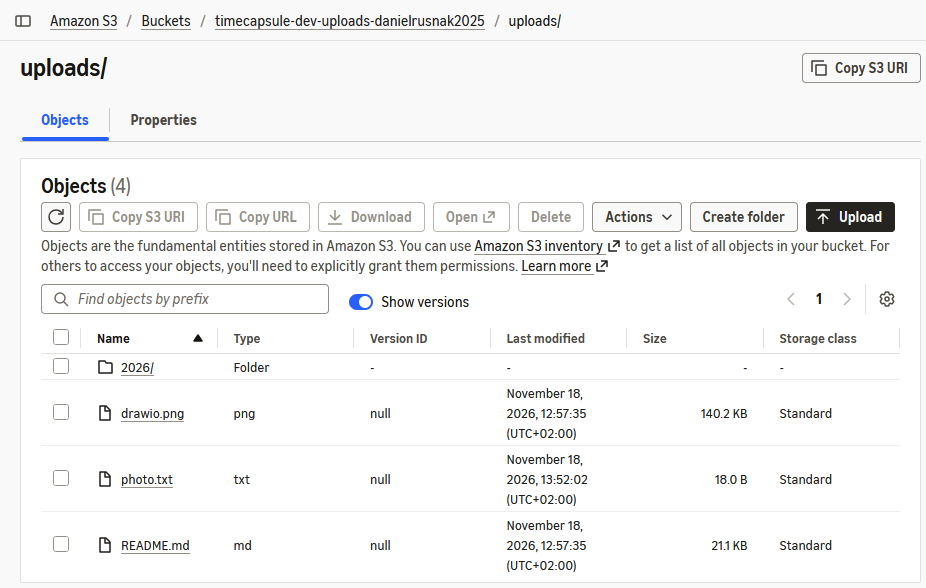 Amazon S3 / Buckets / timecapsule-dev-uploads-danielrusnak2025 / uploads/
uploads/
Copy S3 URI
Objects
Properties
Objects (4)
Copy S3 URI
Copy URL
Download
Open
Delete
Actions
Create folder
Upload
Objects are the fundamental entities stored in Amazon S3. You can use Amazon S3 inventory to get a list of all objects in your bucket. For
others to access your objects, you'll need to explicitly grant them permissions. Learn more
Find objects by prefix
Show versions
1
Name Type Version ID Last modified Size Storage class
2026/ Folder - - - -
drawio.png png null November 18, 2026, 12:57:35 (UTC+02:00) 140.2 KB Standard
photo.txt txt null November 18, 2026, 13:52:02 (UTC+02:00) 18.0 B Standard
README.md md null November 18, 2026, 12:57:35 (UTC+02:00) 21.1 KB Standard